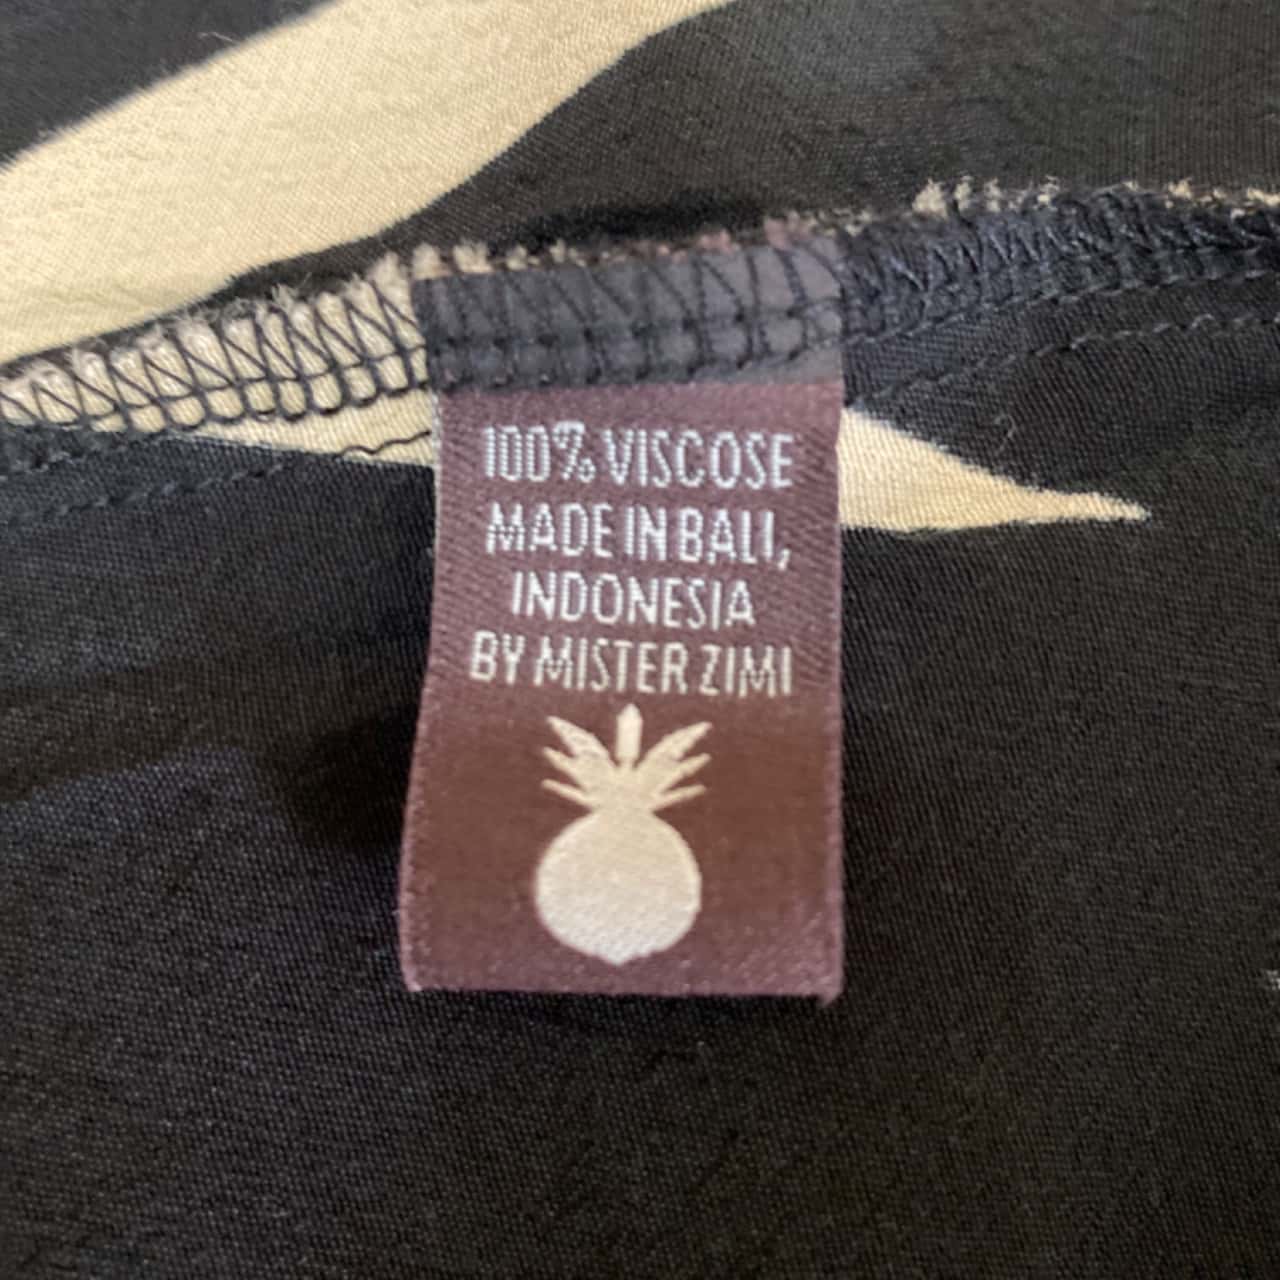 100% VISCOSE
MADE IN BALI,
INDONESIA
BY MISTER ZIMI